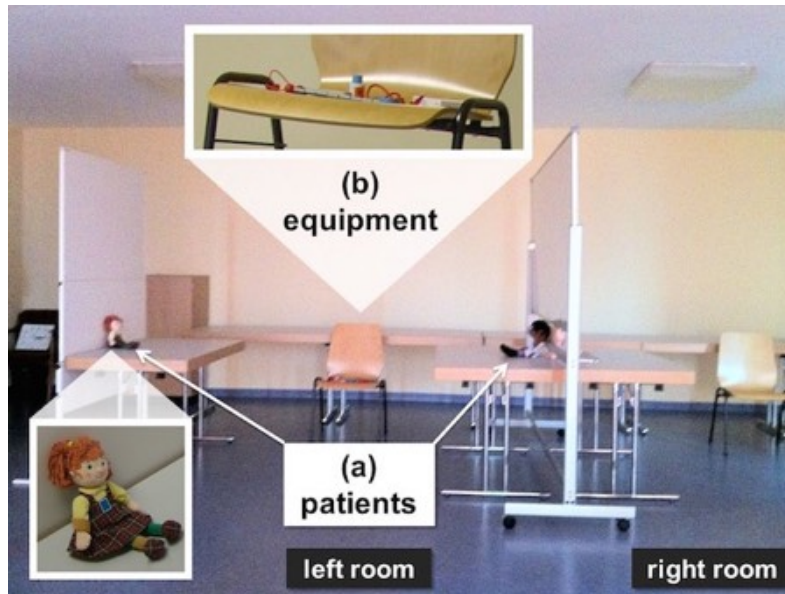 (b)
equipment
(a)
patients
left room
right room